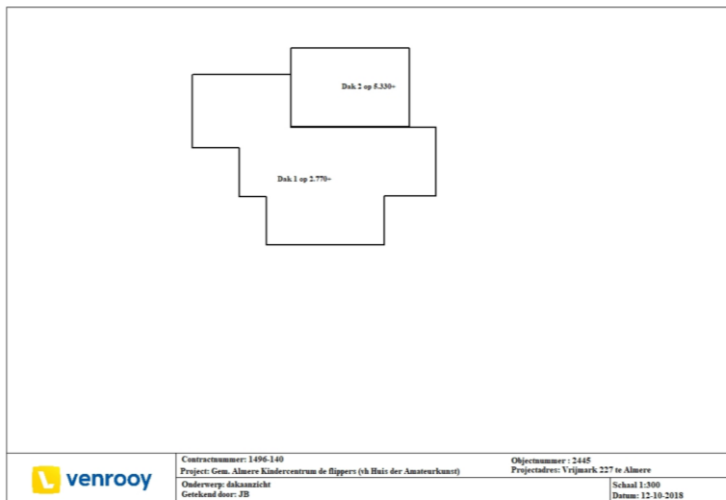 Dak 2 op 5.330~
Dak 1 op 2.770~
venrooy
Contractnummer: 1496-140
Project: Gem. Almere Kindercentrum de flippers (vh Huis der Amateurkunst)
Objectnummer : 2445
Projectadres: Vrijmark 227 te Almere
Onderwerp: dakaanzicht
Getekend door: JB
Schaal 1:300
Datum: 12-10-2018